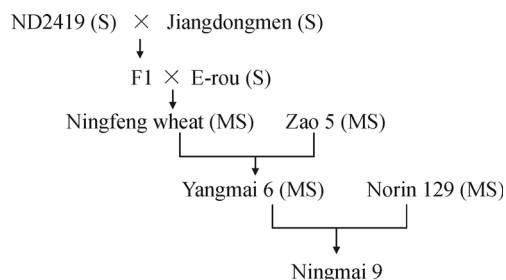 ND2419 (S) × Jiangdongmen (S)
F1 × E-rou (S)
Ningfeng wheat (MS) Zao 5 (MS)
Yangmai 6 (MS) Norin 129 (MS)
Ningmai 9